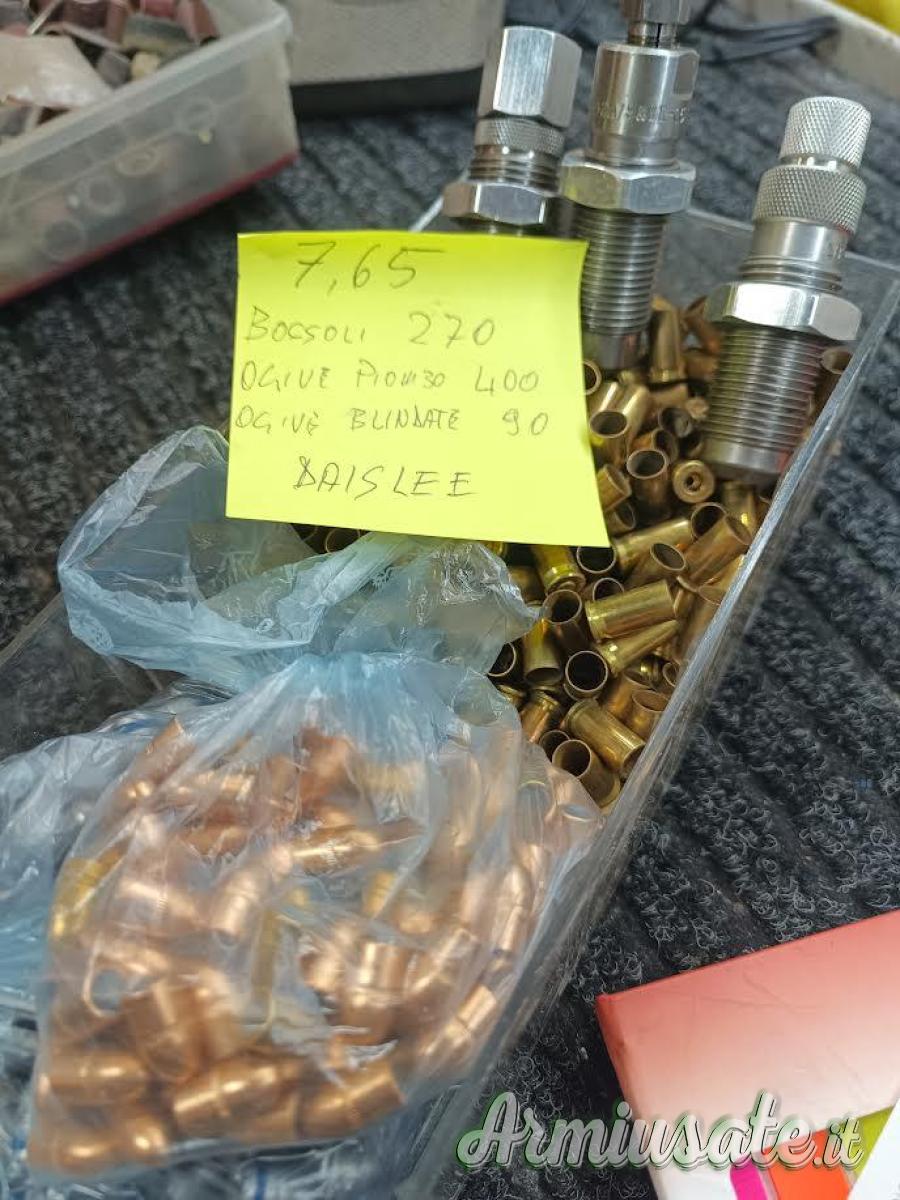 7,65
BOSSOLI 270
OGIVE PIOMBO 400
OGIVE BLINDATE 90
DAISLEE
Armiusate.it